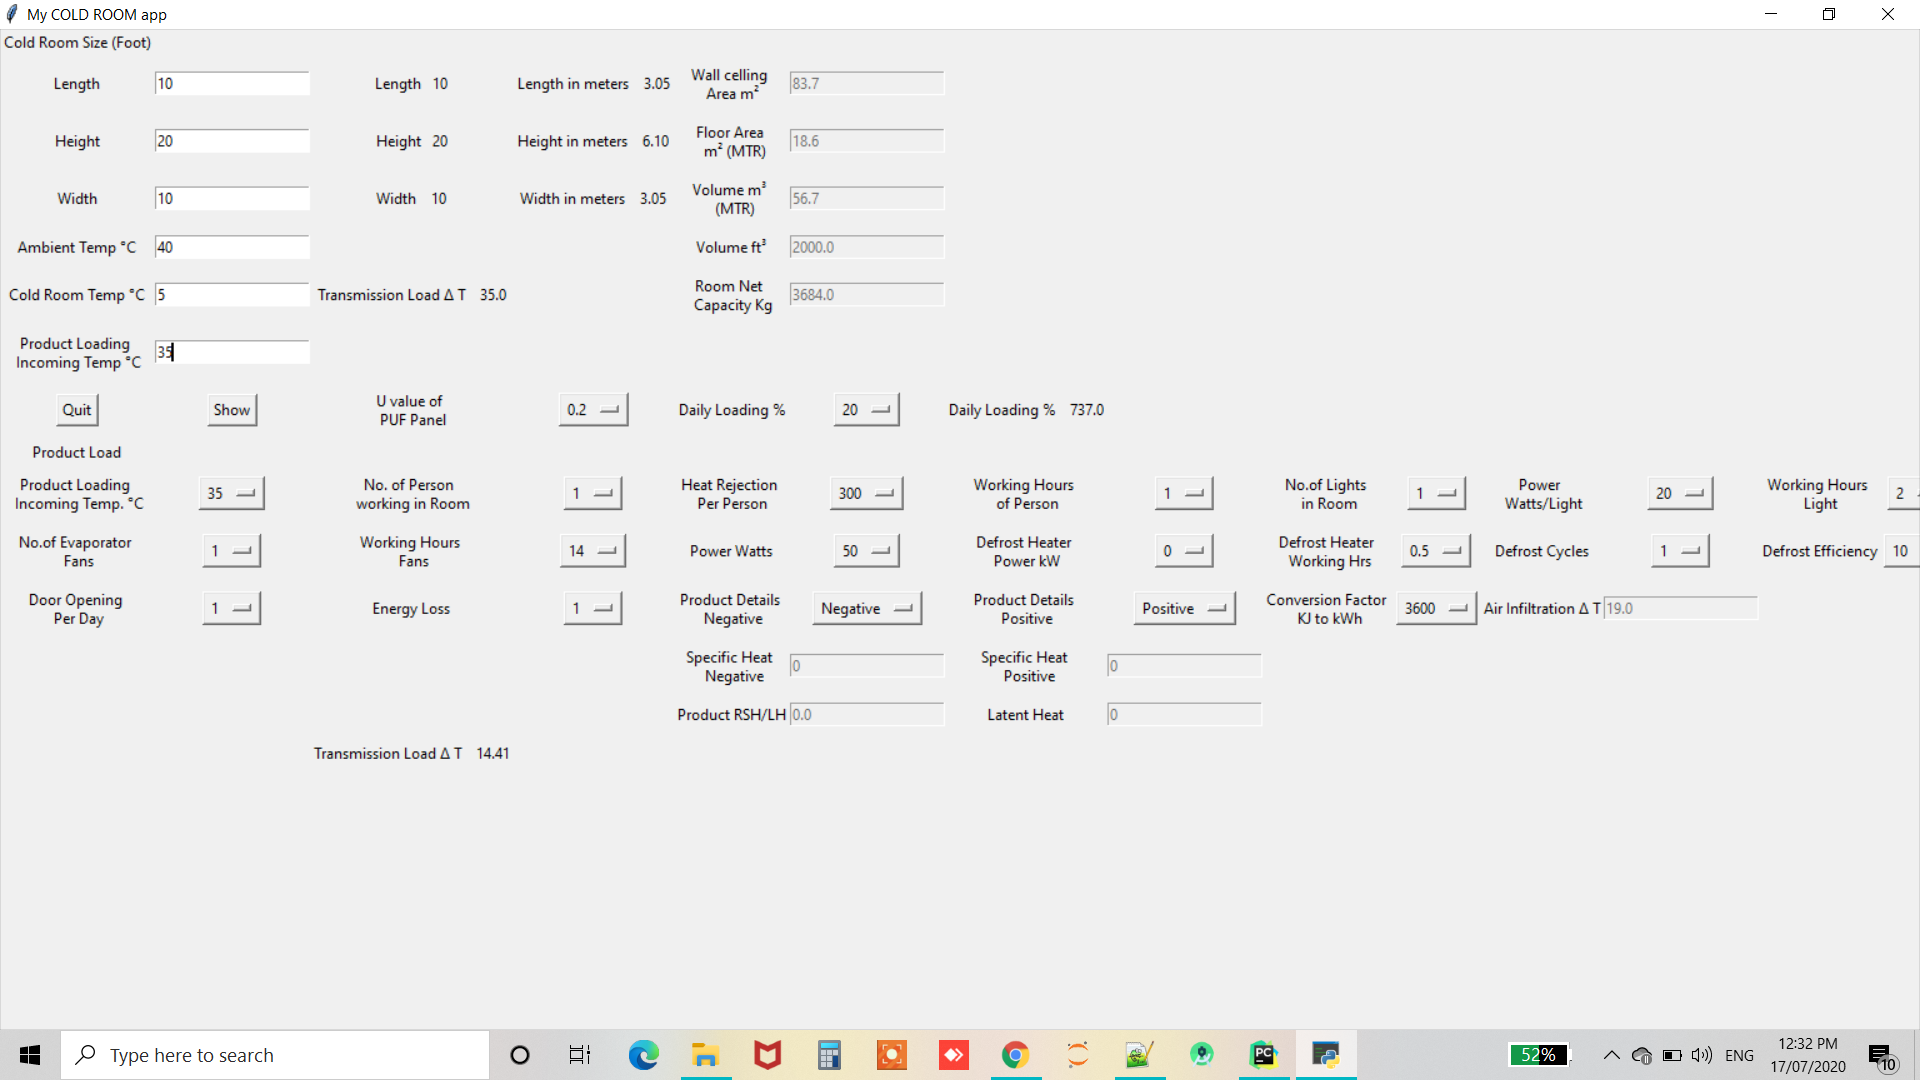 My COLD ROOM app
Cold Room Size (Foot)
Length 10 Length 10 Length in meters 3.05 Wall celling Area m² 83.7
Height 20 Height 20 Height in meters 6.10 Floor Area m² (MTR) 18.6
Width 10 Width 10 Width in meters 3.05 Volume m³ (MTR) 56.7
Ambient Temp °C 40 Volume ft³ 2000.0
Cold Room Temp °C 5 Transmission Load Δ T 35.0 Room Net Capacity Kg 3684.0
Product Loading Incoming Temp °C 35
Quit Show U value of PUF Panel 0.2 Daily Loading % 20 Daily Loading % 737.0
Product Load
Product Loading Incoming Temp. °C 35 No. of Person working in Room 1 Heat Rejection Per Person 300 Working Hours of Person 1 No.of Lights in Room 1 Power Watts/Light 20 Working Hours Light 2
No.of Evaporator Fans 1 Working Hours Fans 14 Power Watts 50 Defrost Heater Power kW 0 Defrost Heater Working Hrs 0.5 Defrost Cycles 1 Defrost Efficiency 10
Door Opening Per Day 1 Energy Loss 1 Product Details Negative Negative Product Details Positive Positive Conversion Factor KJ to kWh 3600 Air Infiltration Δ T 19.0
Specific Heat Negative 0 Specific Heat Positive 0
Product RSH/LH 0.0 Latent Heat 0
Transmission Load Δ T 14.41
Type here to search PC 52% ENG 12:32 PM
17/07/2020 10